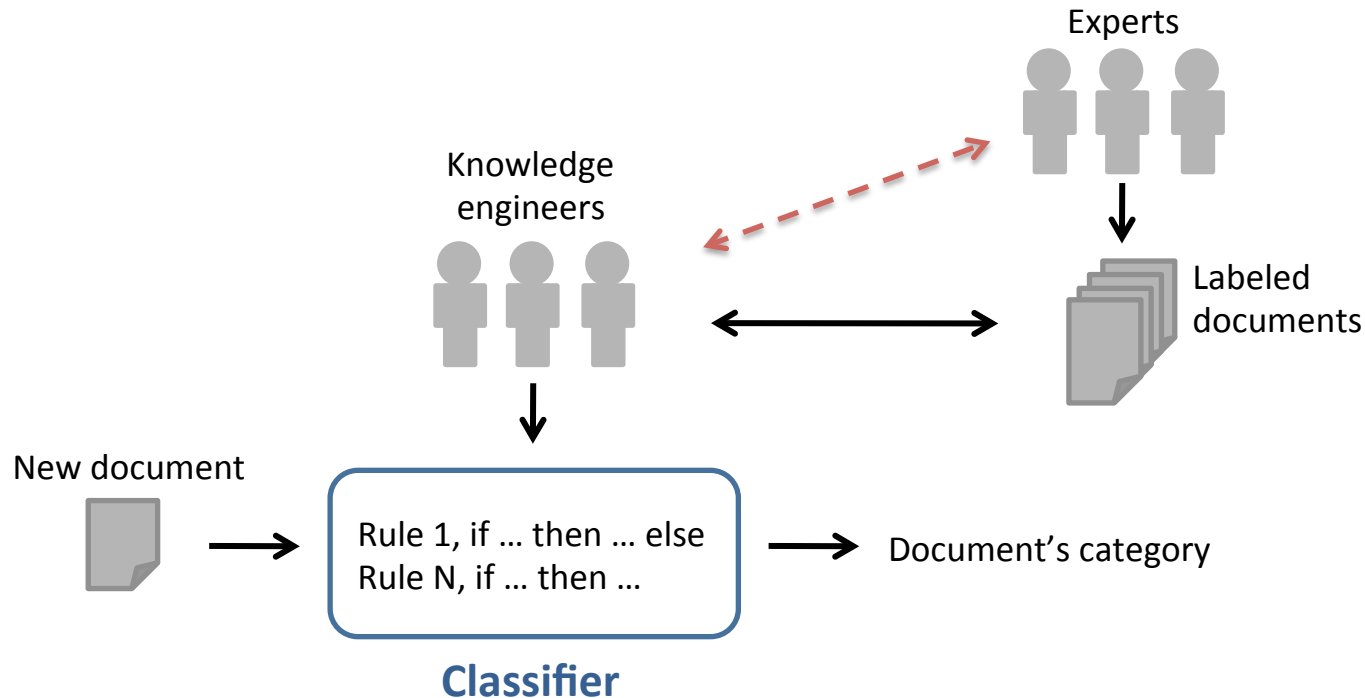 Experts
Knowledge
engineers
Labeled
documents
New document
Rule 1, if … then … else
Rule N, if … then …
Document’s category
Classifier